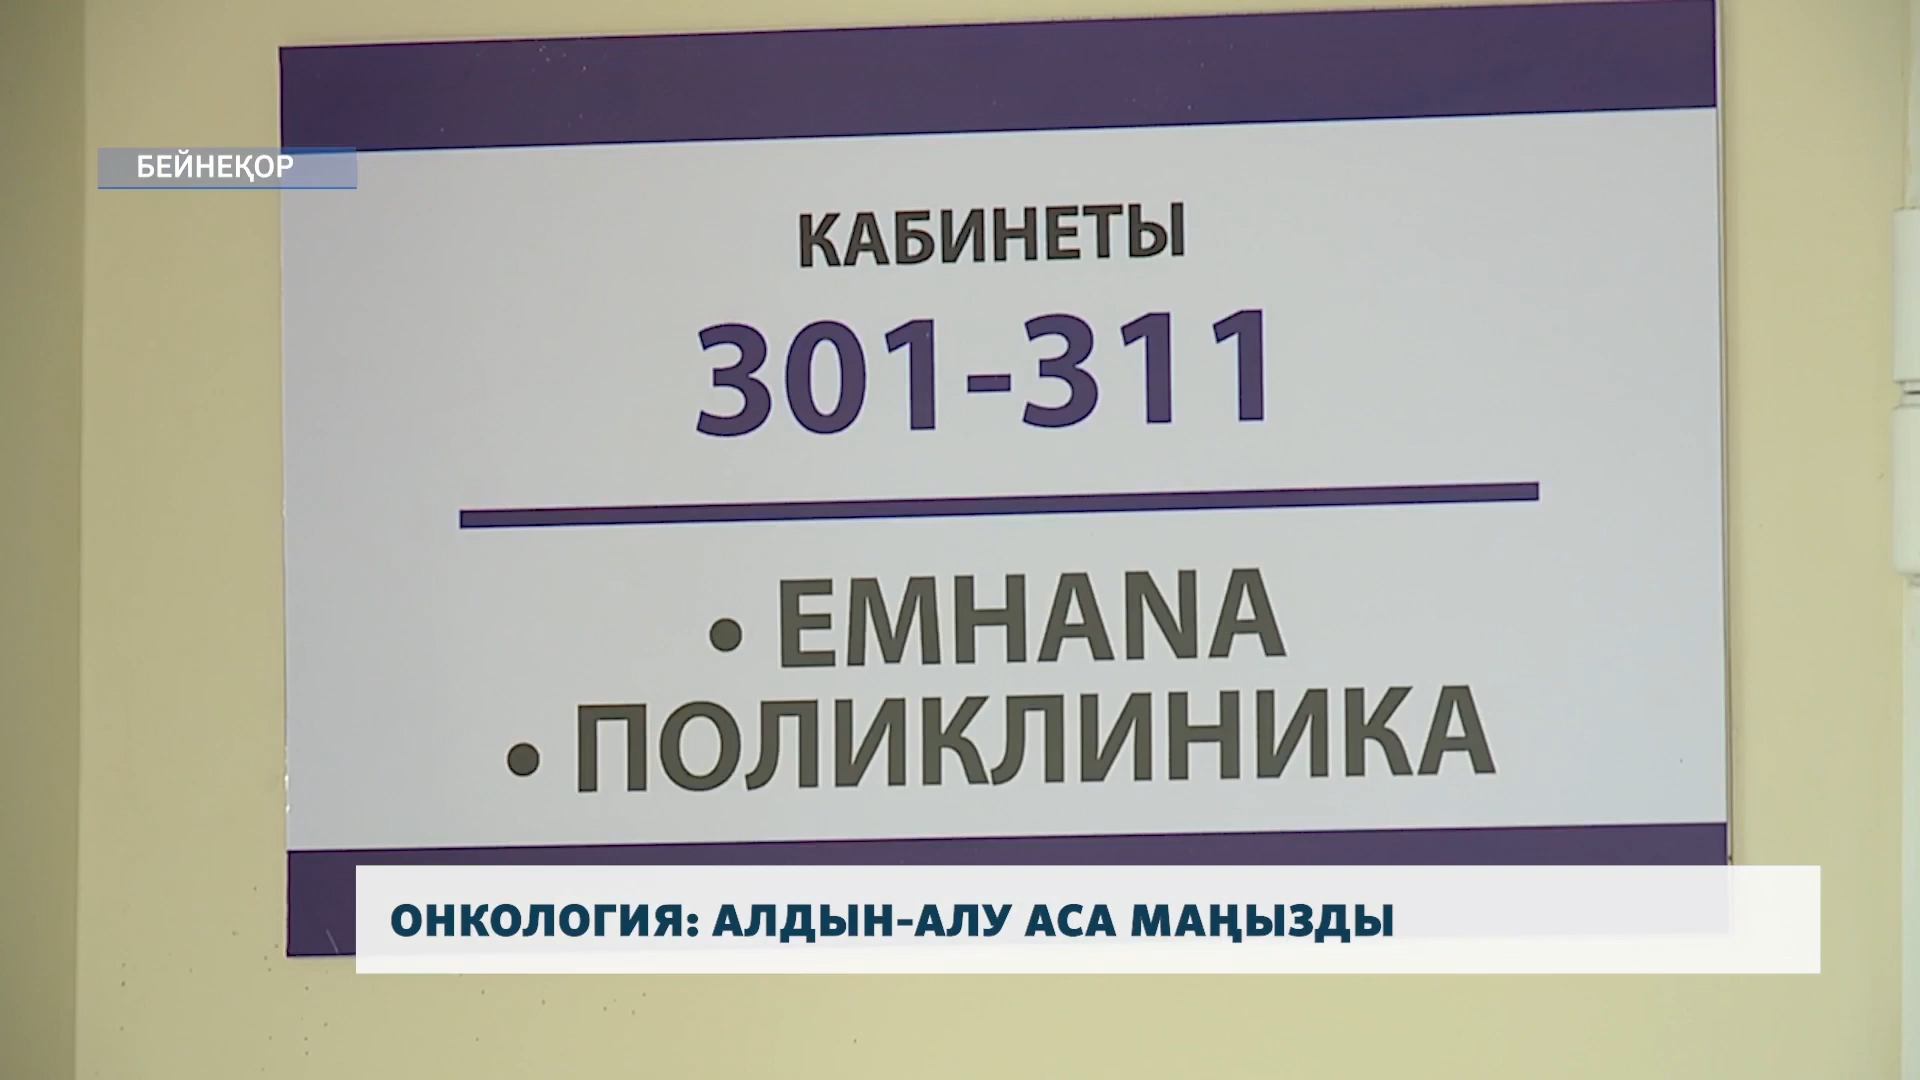 БЕЙНЕҚОР
КАБИНЕТЫ
301-311
• EMHANA
• ПОЛИКЛИНИКА
ОНКОЛОГИЯ: АЛДЫН-АЛУ АСА МАҢЫЗДЫ